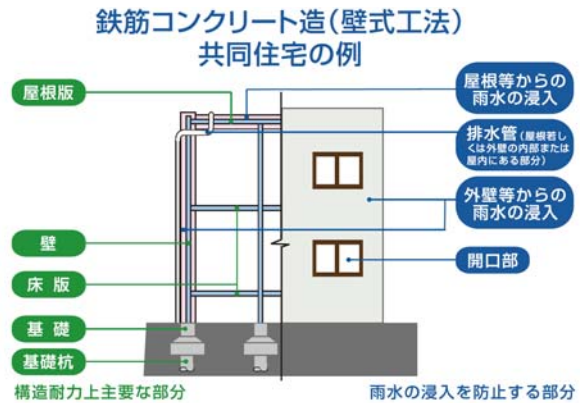 鉄筋コンクリート造（壁式工法）
共同住宅の例
屋根版
壁
床版
基礎
基礎杭
構造耐力上主要な部分
屋根等からの
雨水の浸入
排水管（屋根若し
くは外壁の内部または
屋内にある部分）
外壁等からの
雨水の浸入
開口部
雨水の浸入を防止する部分